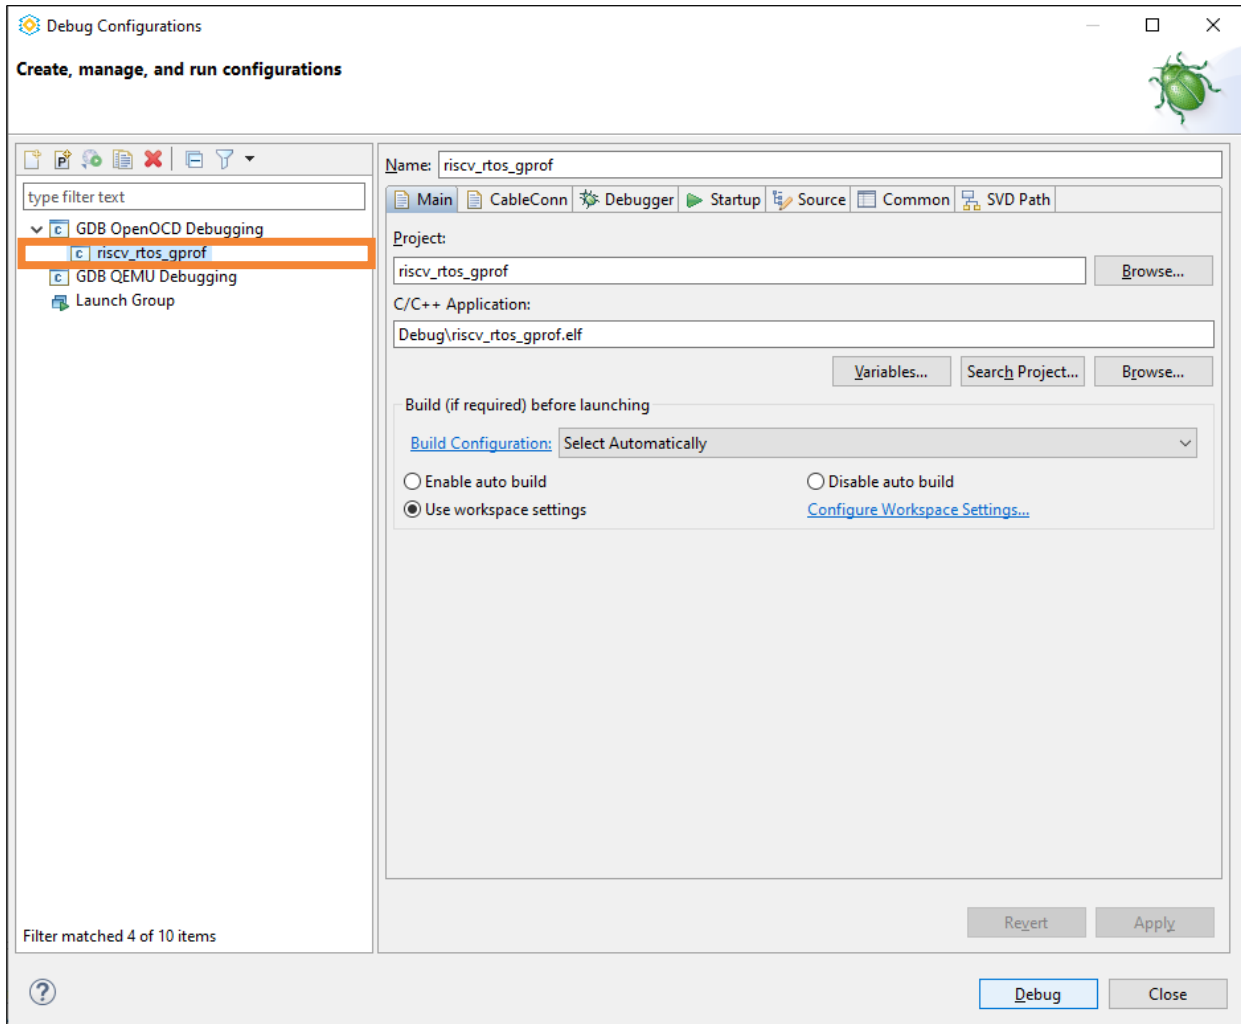 Debug Configurations
Create, manage, and run configurations
type filter text
GDB OpenOCD Debugging
riscv_rtos_gprof
GDB QEMU Debugging
Launch Group
Filter matched 4 of 10 items
Name: riscv_rtos_gprof
Main CableConn Debugger Startup Source Common SVD Path
Project:
riscv_rtos_gprof Browse...
C/C++ Application:
Debug\riscv_rtos_gprof.elf
Variables... Search Project... Browse...
Build (if required) before launching
Build Configuration: Select Automatically
Enable auto build Disable auto build
Use workspace settings Configure Workspace Settings...
Revert Apply
Debug Close